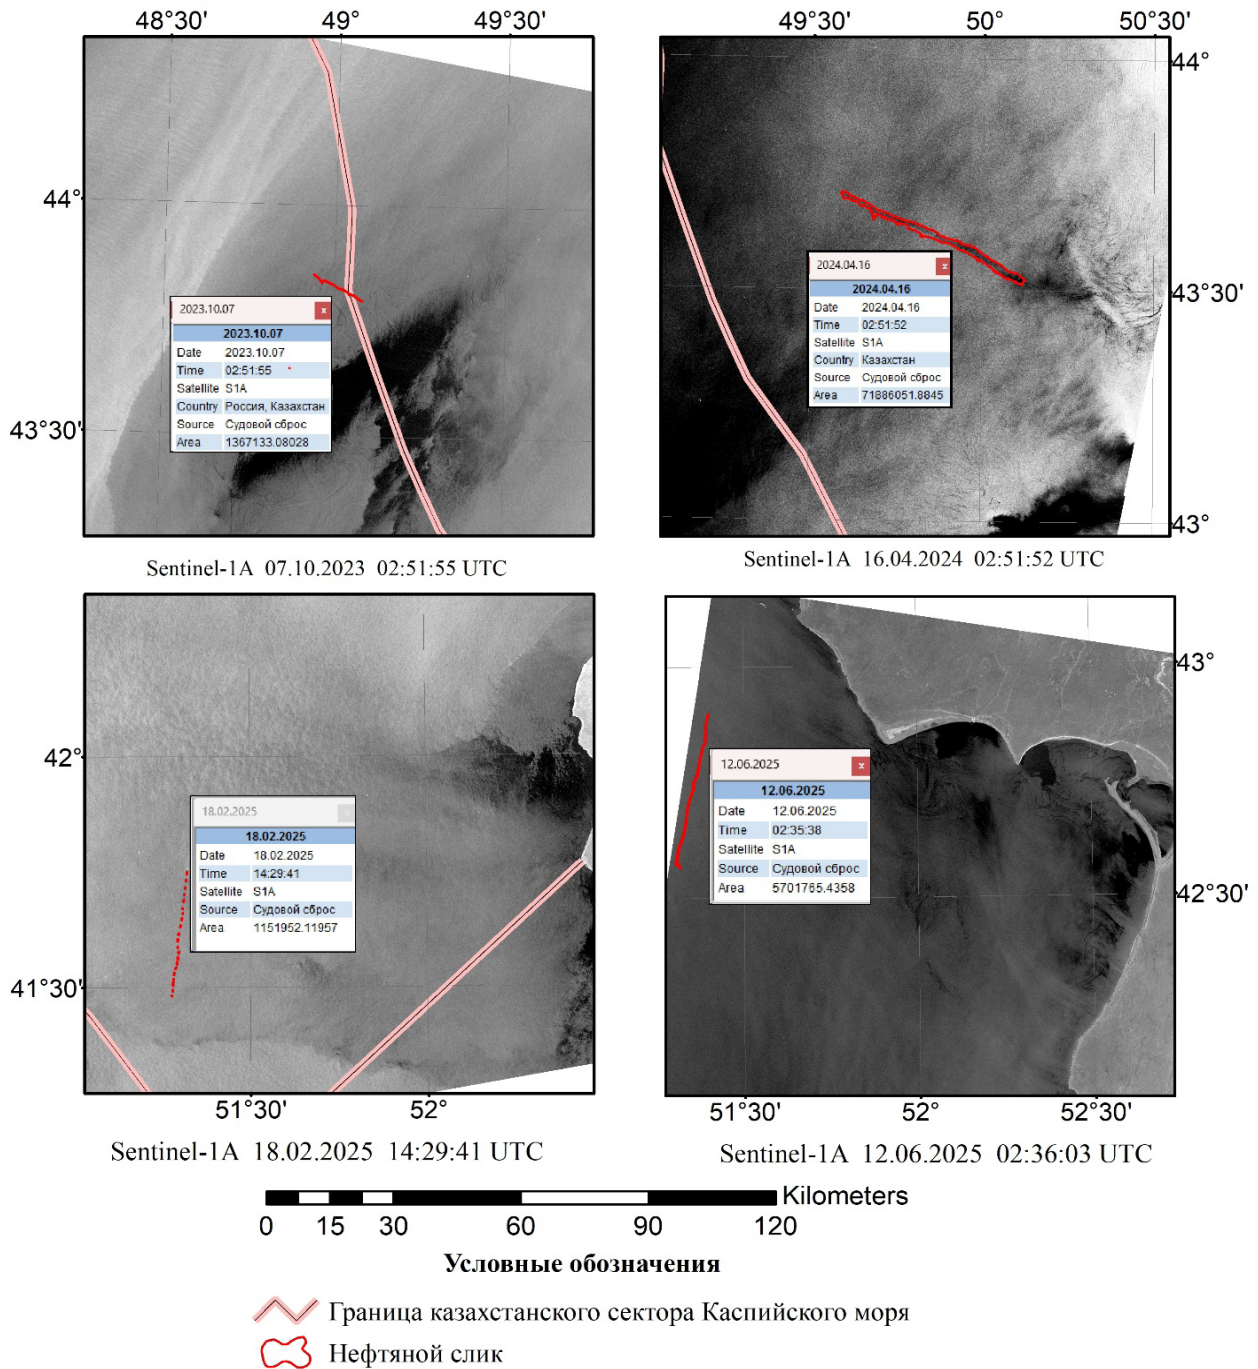 48°30' 49° 49°30'
49°30' 50° 50°30'
44°
44°
43°30'
43°30'
43°
2023.10.07 x
2023.10.07
Date 2023.10.07
Time 02:51:55
Satellite S1A
Country Россия, Казахстан
Source Судовой сброс
Area 1367133.08028
2024.04.16 x
2024.04.16
Date 2024.04.16
Time 02:51:52
Satellite S1A
Country Казахстан
Source Судовой сброс
Area 71886051.8845
Sentinel-1A 07.10.2023 02:51:55 UTC
Sentinel-1A 16.04.2024 02:51:52 UTC
42°
41°30'
43°
42°30'
18.02.2025
18.02.2025
Date 18.02.2025
Time 14:29:41
Satellite S1A
Source Судовой сброс
Area 1151952.11957
12.06.2025 x
12.06.2025
Date 12.06.2025
Time 02:35:38
Satellite S1A
Source Судовой сброс
Area 5701765.4358
51°30' 52°
51°30' 52° 52°30'
Sentinel-1A 18.02.2025 14:29:41 UTC
Sentinel-1A 12.06.2025 02:36:03 UTC
Kilometers
0 15 30 60 90 120
Условные обозначения
Граница казахстанского сектора Каспийского моря
Нефтяной слик